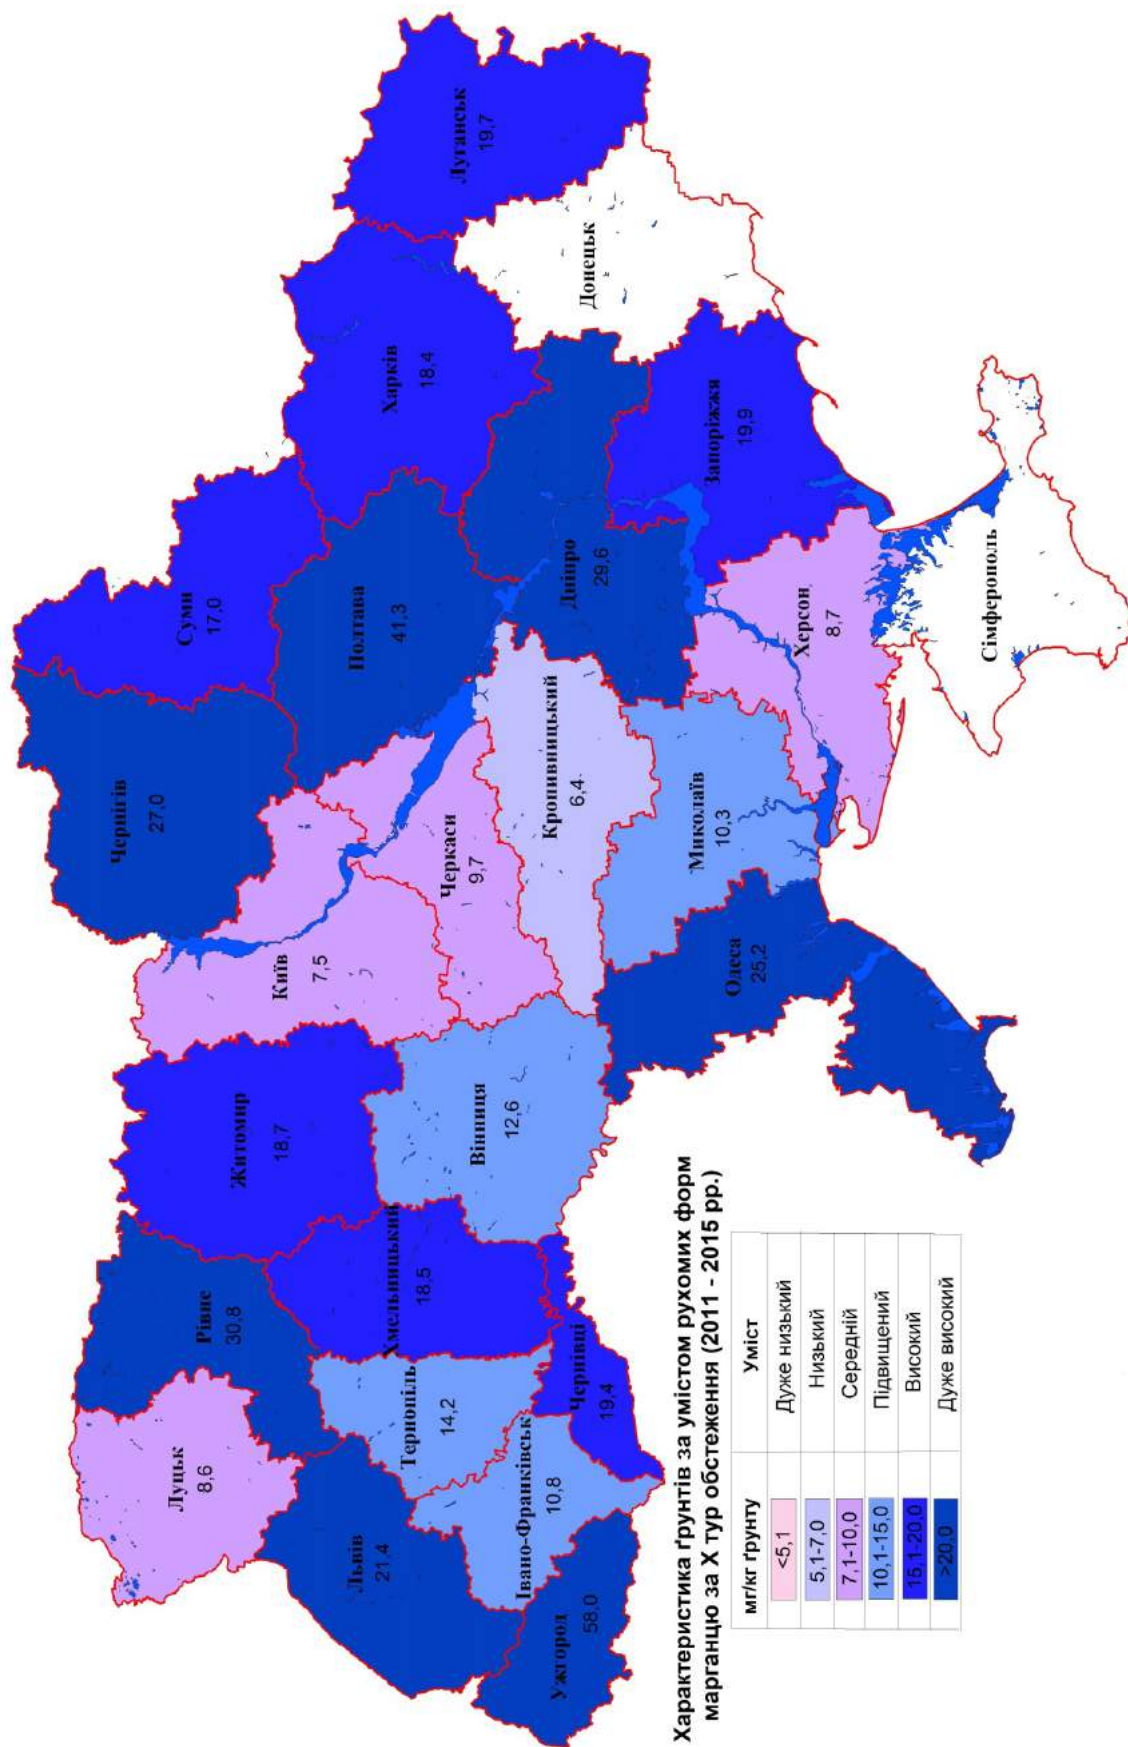 Луцьк
8,6
Рівне
30,8
Житомир
18,7
Київ
7,5
Чернігів
27,0
Суми
17,0
Львів
21,4
Тернопіль
14,2
Хмельницький
18,5
Вінниця
12,6
Черкаси
9,7
Полтава
41,3
Харків
18,4
Луганськ
19,7
Ужгород
58,0
Івано-Франківськ
10,8
Чернівці
19,4
Кропивницький
6,4
Дніпро
29,6
Донецьк
Одеса
25,2
Миколаїв
10,3
Запоріжжя
19,9
Херсон
8,7
Сімферополь
Характеристика ґрунтів за умістом рухомих форм
марганцю за X тур обстеження (2011 - 2015 рр.)
мг/кг ґрунту Уміст
<5,1 Дуже низький
5,1-7,0 Низький
7,1-10,0 Середній
10,1-15,0 Підвищений
15,1-20,0 Високий
>20,0 Дуже високий